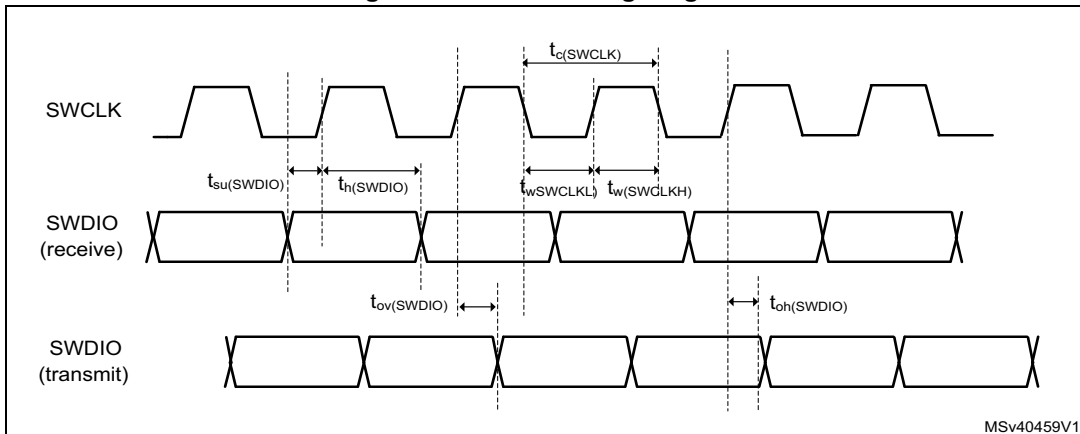 tc(SWCLK)
SWCLK
tsu(SWDIO)
th(SWDIO)
twSWCLKL)
tw(SWCLKH)
SWDIO
(receive)
tov(SWDIO)
toh(SWDIO)
SWDIO
(transmit)
MSv40459V1